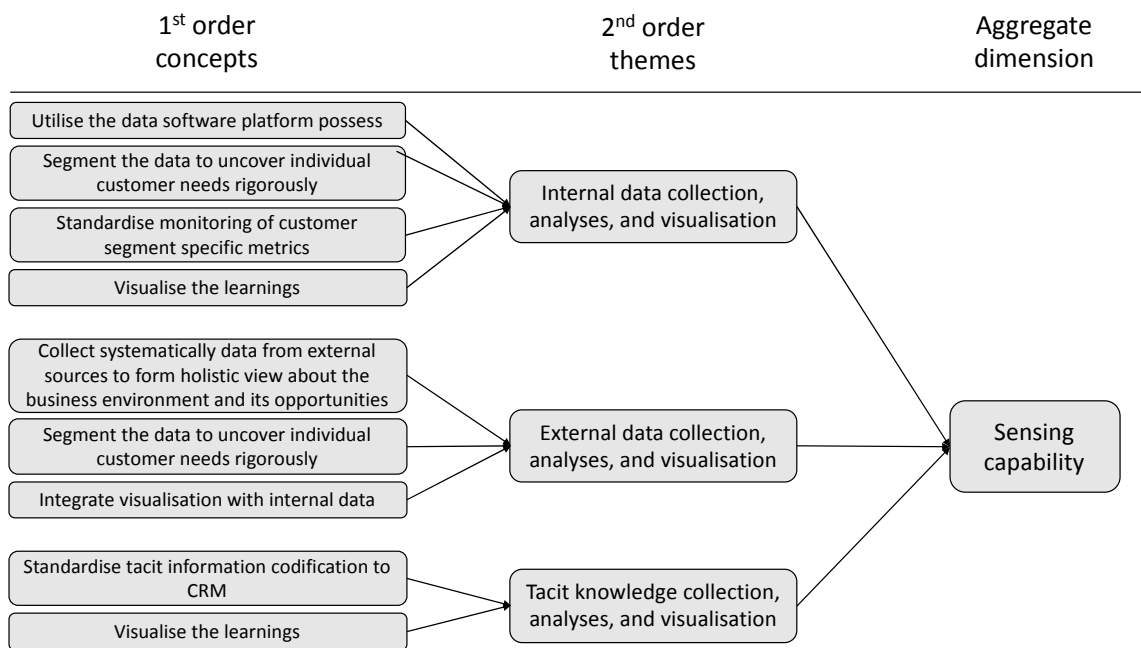 1st order
concepts
2nd order
themes
Aggregate
dimension
Utilise the data software platform possess
Segment the data to uncover individual
customer needs rigorously
Standardise monitoring of customer
segment specific metrics
Visualise the learnings
Internal data collection,
analyses, and visualisation
Collect systematically data from external
sources to form holistic view about the
business environment and its opportunities
Segment the data to uncover individual
customer needs rigorously
Integrate visualisation with internal data
External data collection,
analyses, and visualisation
Standardise tacit information codification to
CRM
Visualise the learnings
Tacit knowledge collection,
analyses, and visualisation
Sensing
capability